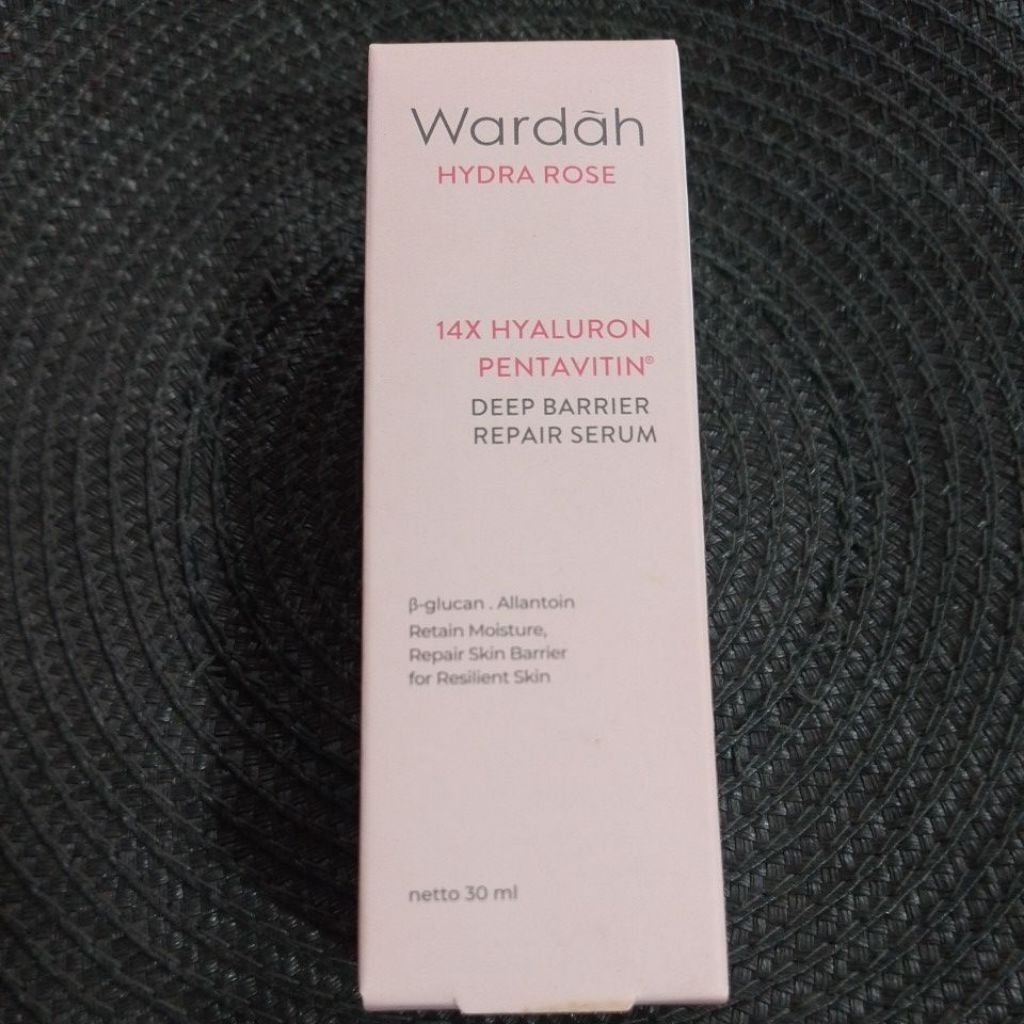 Wardãh
HYDRA ROSE
14X HYALURON
PENTAVITIN®
DEEP BARRIER
REPAIR SERUM
β-glucan . Allantoin
Retain Moisture,
Repair Skin Barrier
for Resilient Skin
netto 30 ml